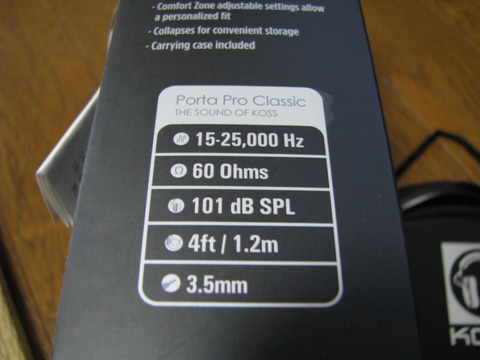 · Comfort Zone adjustable settings allow
a personalized fit
· Collapses for convenient storage
· Carrying case included
Porta Pro Classic
THE SOUND OF KOSS
15-25,000 Hz
Ω 60 Ohms
101 dB SPL
4ft / 1.2m
3.5mm